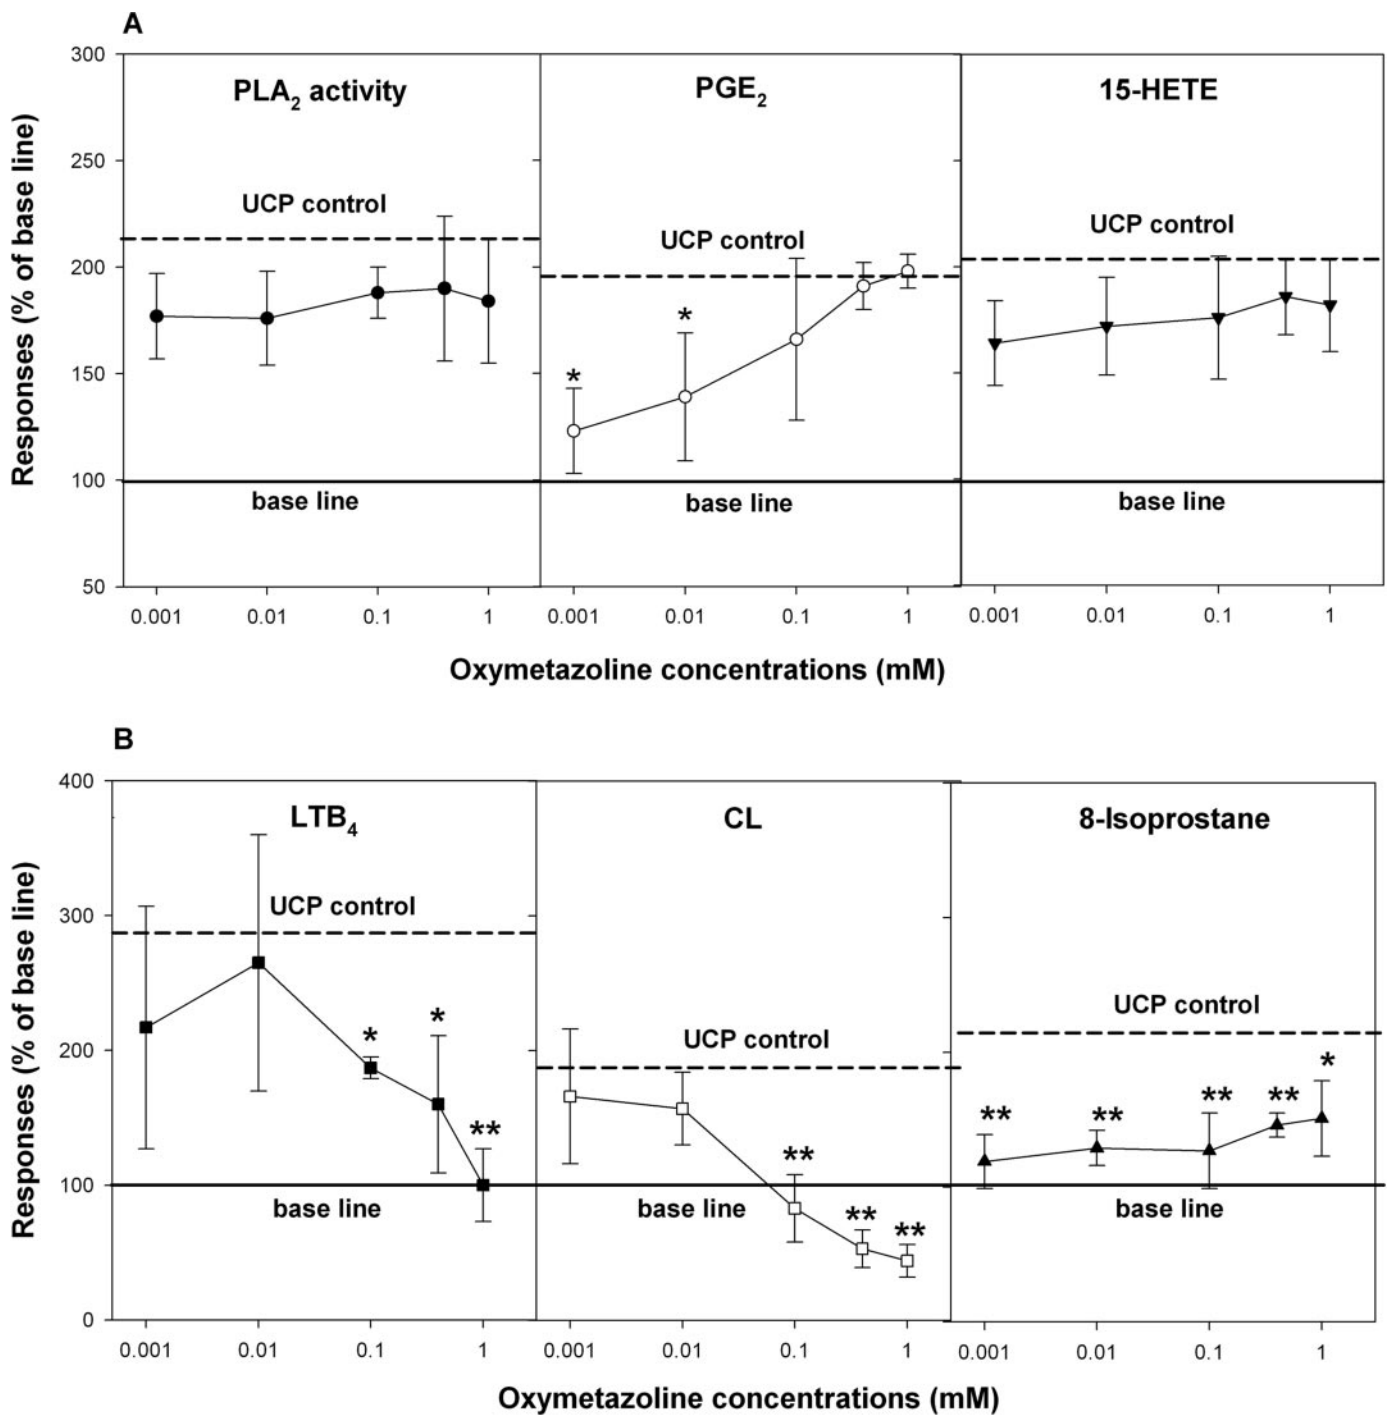 A
Responses (% of base line)
300
250
200
150
100
50
PLA₂ activity
PGE₂
15-HETE
UCP control
UCP control
UCP control
*
*
base line
base line
base line
0.001 0.01 0.1 1
0.001 0.01 0.1 1
0.001 0.01 0.1 1
Oxymetazoline concentrations (mM)
B
Responses (% of base line)
400
300
200
100
0
LTB₄
CL
8-Isoprostane
UCP control
UCP control
UCP control
* * **
** ** **
** ** ** ** *
base line
base line
base line
0.001 0.01 0.1 1
0.001 0.01 0.1 1
0.001 0.01 0.1 1
Oxymetazoline concentrations (mM)